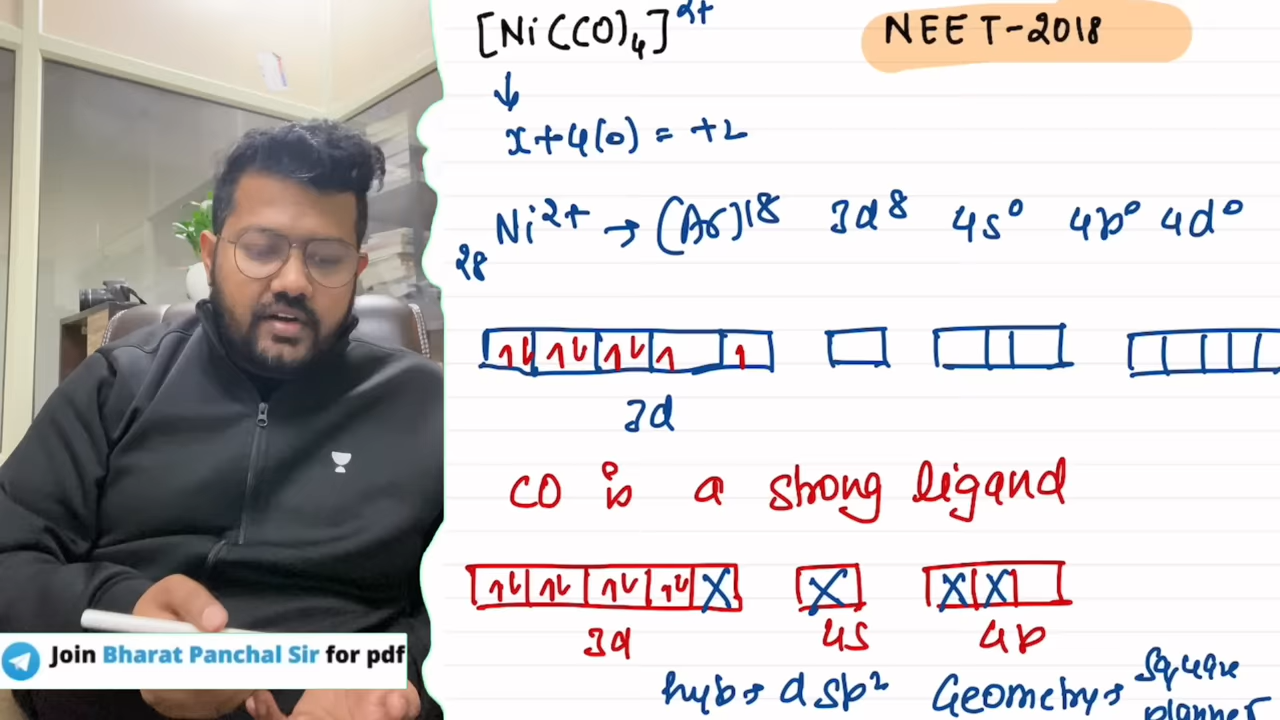 [Ni(CO)₄]²⁺ NEET-2018
↓
x+4(0) = +2
₂₈Ni²⁺ → (Ar)¹⁸ 3d⁸ 4s⁰ 4p⁰ 4d⁰
3d
CO is a strong ligand
3d 4s 4p
hyb→ dsp² Geometry→ square
planner
Join Bharat Panchal Sir for pdf